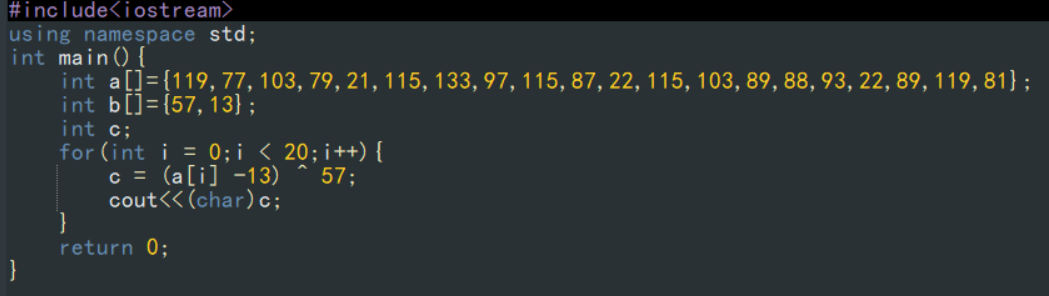 #include<iostream>
using namespace std;
int main(){
int a[]={119,77,103,79,21,115,133,97,115,87,22,115,103,89,88,93,22,89,119,81};
int b[]={57,13};
int c;
for(int i = 0;i < 20;i++){
c = (a[i] -13) ^ 57;
cout<<(char)c;
}
return 0;
}